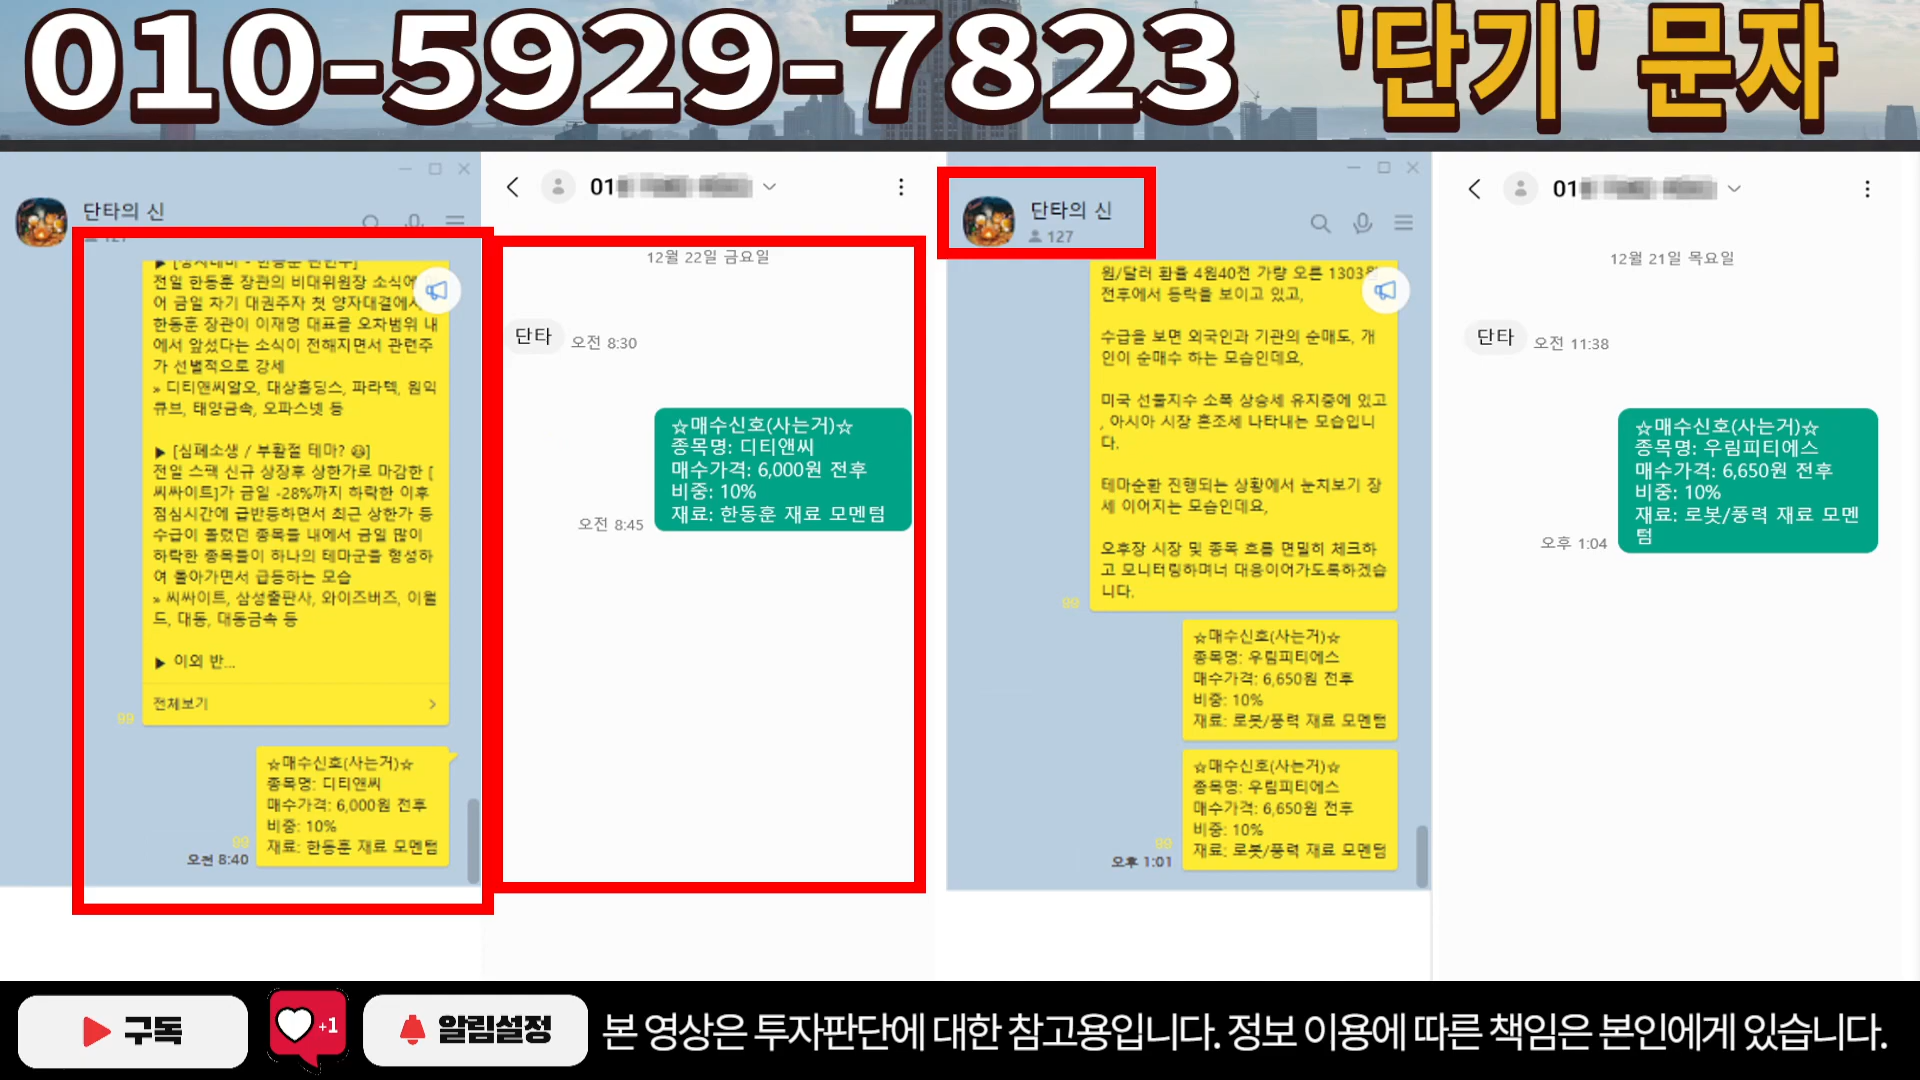 010-5929-7823 '단기' 문자
단타의 신
127
전일 한동훈 장관의 비대위원장 소식에
어 금일 차기 대권주자 첫 양자대결에서
한동훈 장관이 이재명 대표를 오차범위 내
에서 앞섰다는 소식이 전해지면서 관련주
가 선별적으로 강세
» 디티앤씨알오, 대상홀딩스, 파라텍, 원익
큐브, 태양금속, 오파스넷 등
▶ [심폐소생 / 부활절 테마? ]
전일 스팩 신규 상장후 상한가로 마감한 [
씨싸이트]가 금일 -28%까지 하락한 이후
점심시간에 급반등하면서 최근 상한가 등
수급이 몰렸던 종목들 내에서 금일 많이
하락한 종목들이 하나의 테마군을 형성하
여 돌아가면서 급등하는 모습
» 씨싸이트, 삼성출판사, 와이즈버즈, 이월
드, 대동, 대동금속 등
▶ 이외 반...
전체보기
99
☆매수신호(사는거)☆
종목명: 디티앤씨
매수가격: 6,000원 전후
비중: 10%
재료: 한동훈 재료 모멘텀
99
오전 8:40
01
12월 22일 금요일
단타 오전 8:30
☆매수신호(사는거)☆
종목명: 디티앤씨
매수가격: 6,000원 전후
비중: 10%
재료: 한동훈 재료 모멘텀
오전 8:45
단타의 신
127
원/달러 환율 4원40전 가량 오른 1303원
전후에서 등락을 보이고 있고,
수급을 보면 외국인과 기관의 순매도, 개
인이 순매수 하는 모습인데요,
미국 선물지수 소폭 상승세 유지중에 있고
, 아시아 시장 혼조세 나타내는 모습입니
다.
테마순환 진행되는 상황에서 눈치보기 장
세 이어지는 모습인데요,
오후장 시장 및 종목 흐름 면밀히 체크하
고 모니터링하며너 대응이어가도록하겠습
니다.
99
☆매수신호(사는거)☆
종목명: 우림피티에스
매수가격: 6,650원 전후
비중: 10%
재료: 로봇/풍력 재료 모멘텀
☆매수신호(사는거)☆
종목명: 우림피티에스
매수가격: 6,650원 전후
비중: 10%
재료: 로봇/풍력 재료 모멘텀
99
오후 1:01
01
12월 21일 목요일
단타 오전 11:38
☆매수신호(사는거)☆
종목명: 우림피티에스
매수가격: 6,650원 전후
비중: 10%
재료: 로봇/풍력 재료 모멘
텀
오후 1:04
구독 +1 알림설정 본 영상은 투자판단에 대한 참고용입니다. 정보 이용에 따른 책임은 본인에게 있습니다.